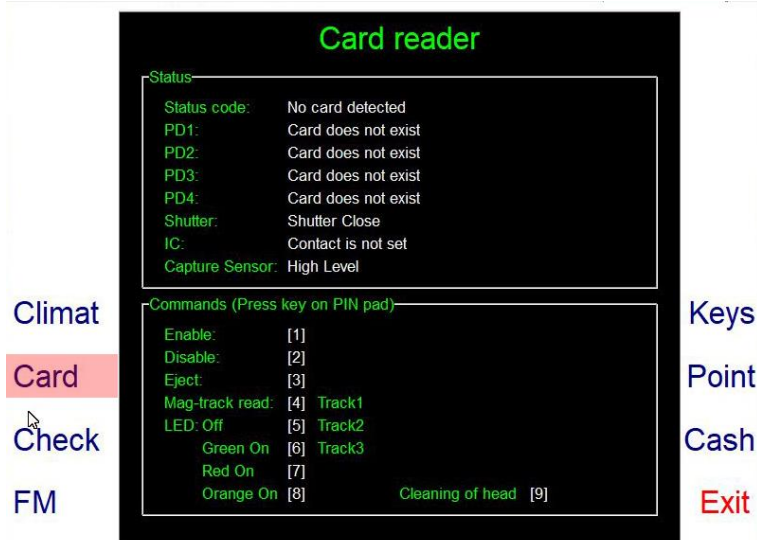 Card reader
Status
Status code: No card detected
PD1: Card does not exist
PD2: Card does not exist
PD3: Card does not exist
PD4: Card does not exist
Shutter: Shutter Close
IC: Contact is not set
Capture Sensor: High Level
Commands (Press key on PIN pad)
Enable: [1]
Disable: [2]
Eject: [3]
Mag-track read: [4] Track1
LED: Off [5] Track2
Green On [6] Track3
Red On [7]
Orange On [8] Cleaning of head [9]
Climat
Card
Check
FM
Keys
Point
Cash
Exit